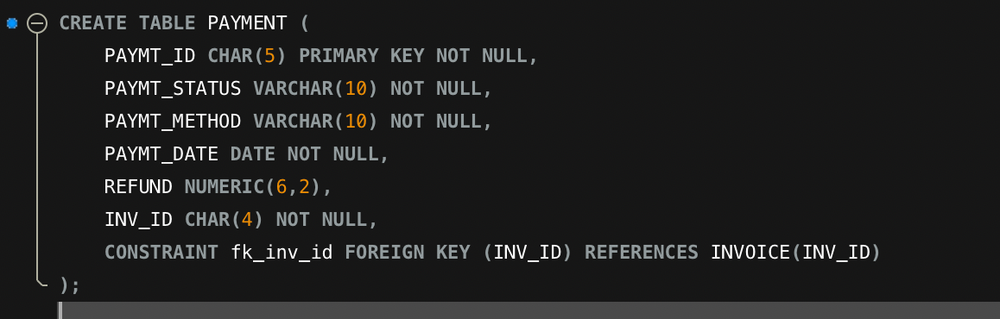 CREATE TABLE PAYMENT (
PAYMT_ID CHAR(5) PRIMARY KEY NOT NULL,
PAYMT_STATUS VARCHAR(10) NOT NULL,
PAYMT_METHOD VARCHAR(10) NOT NULL,
PAYMT_DATE DATE NOT NULL,
REFUND NUMERIC(6,2),
INV_ID CHAR(4) NOT NULL,
CONSTRAINT fk_inv_id FOREIGN KEY (INV_ID) REFERENCES INVOICE(INV_ID)
);